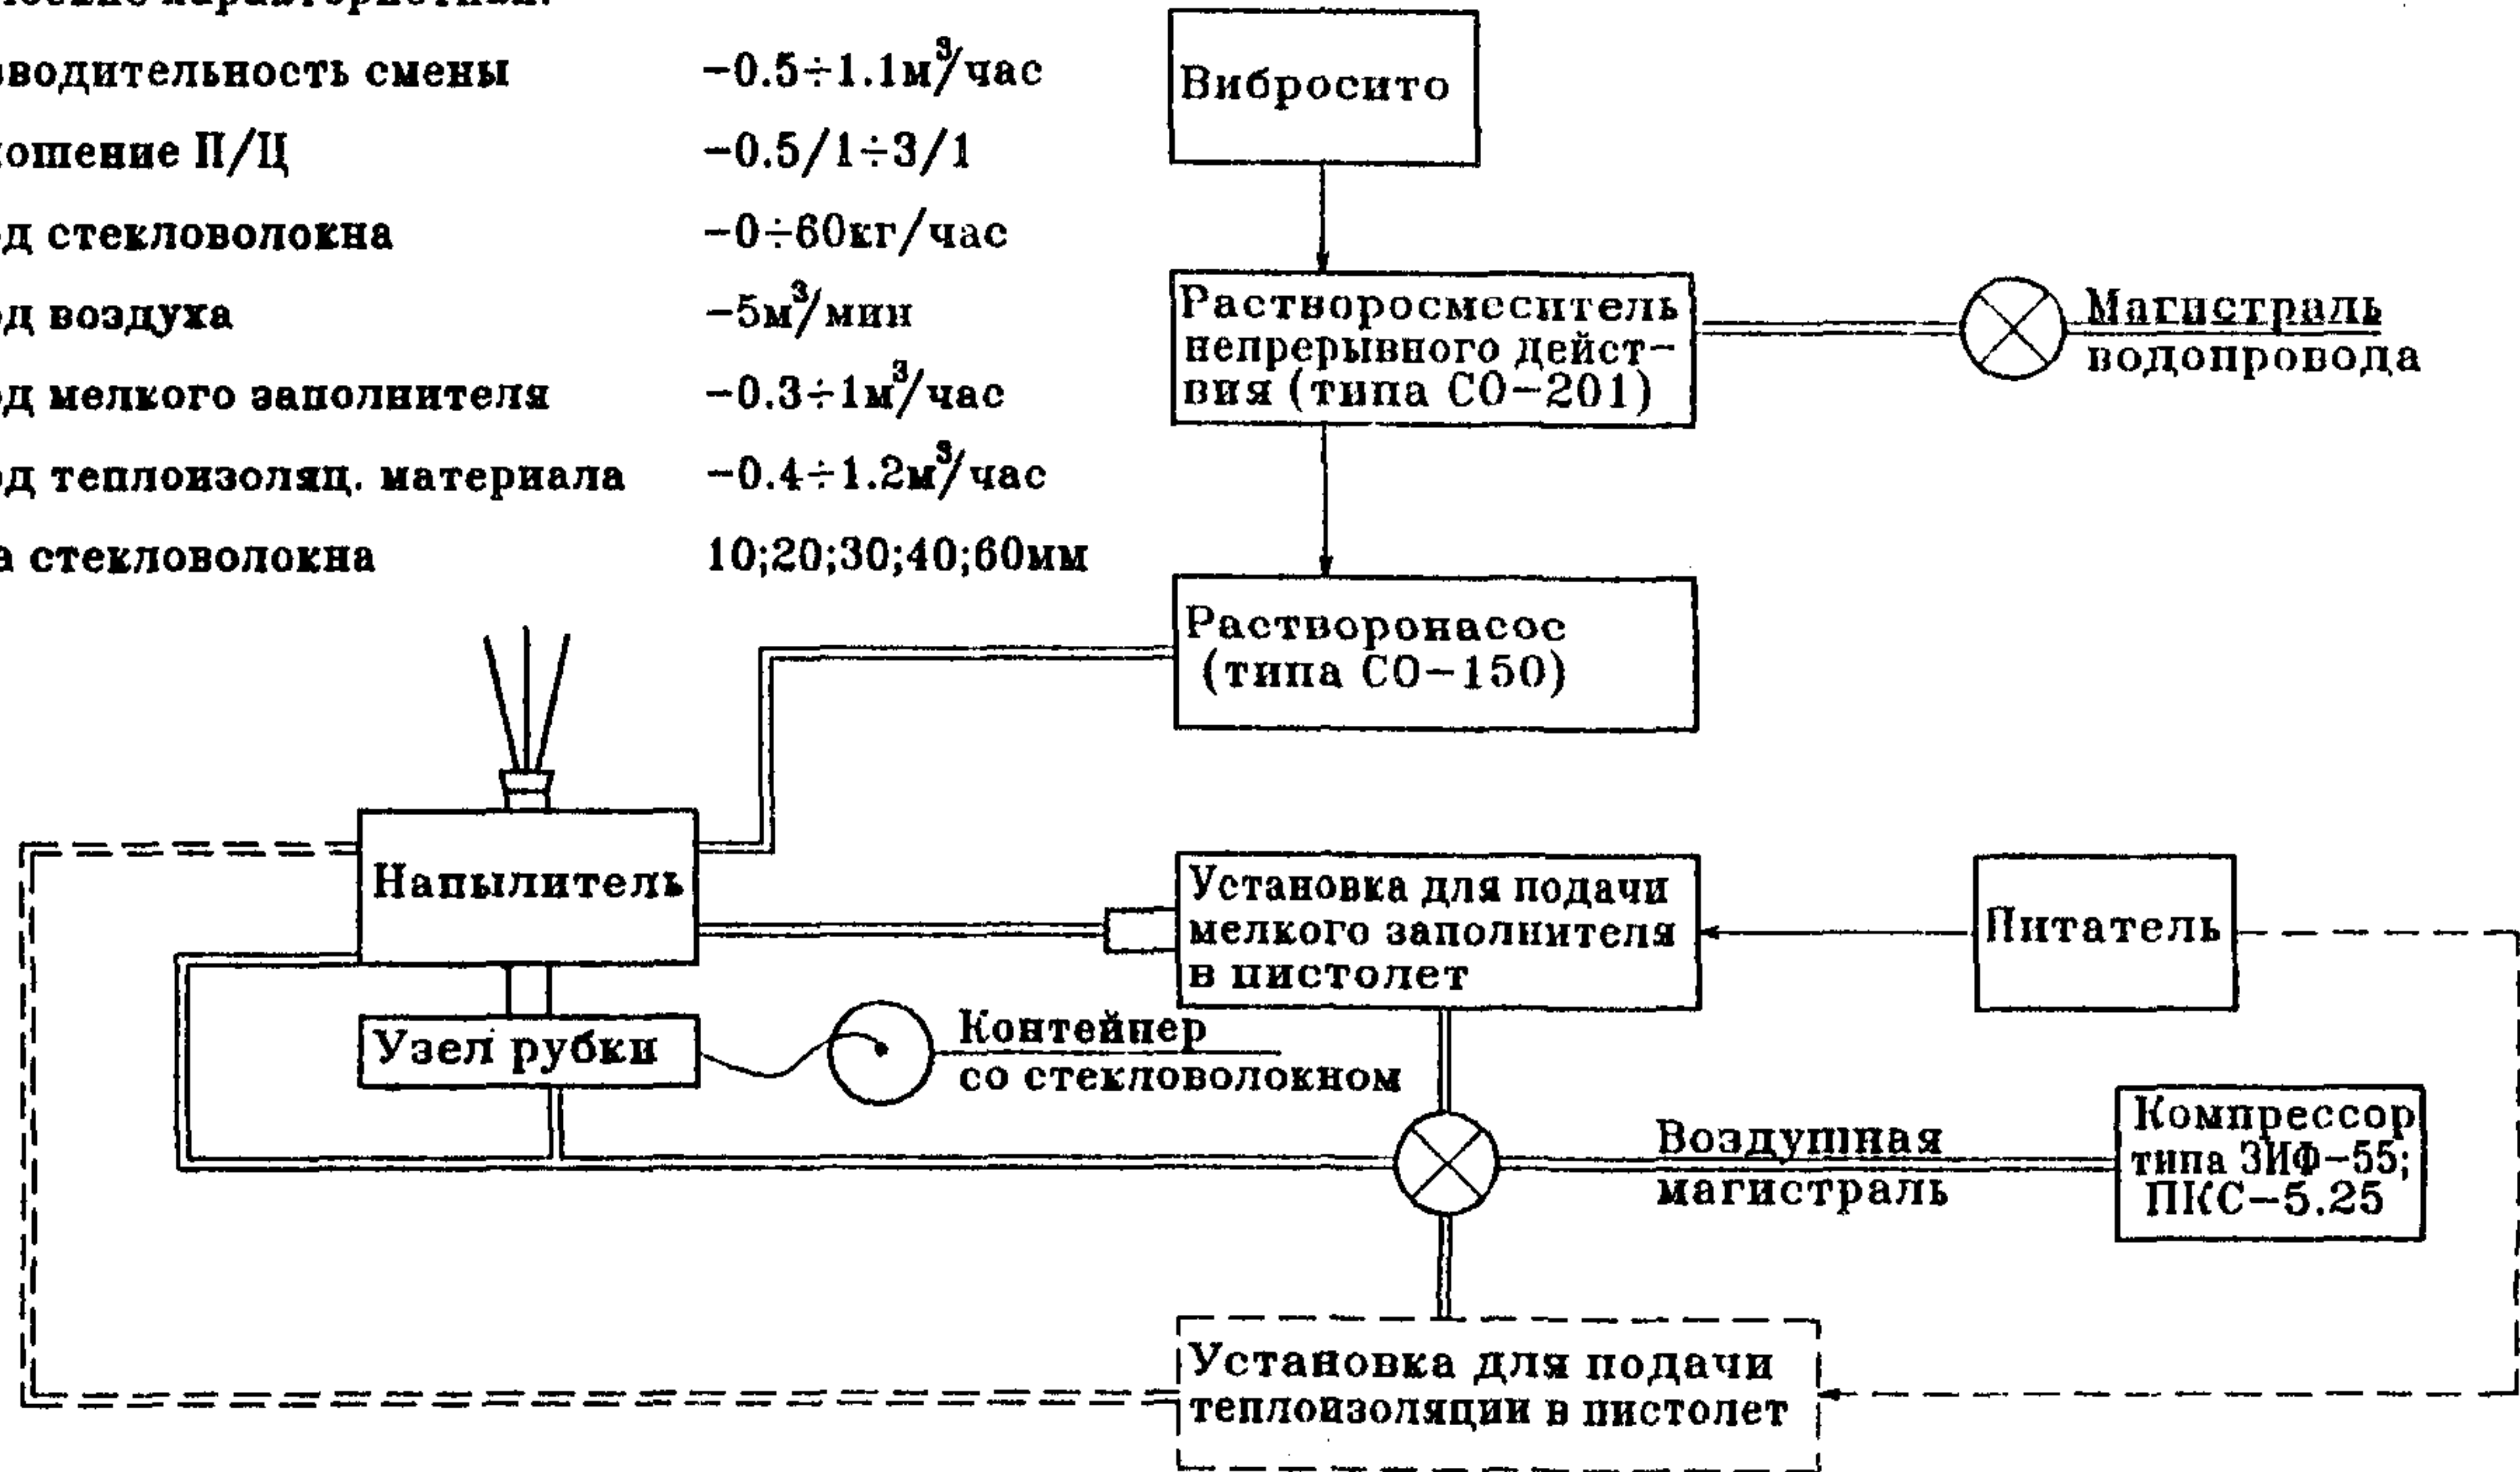 водительность смены −0.5÷1.1м³/час
ошение П/Ц −0.5/1÷3/1
д стекловолокна −0÷60кг/час
д воздуха −5м³/мин
од мелкого заполнителя −0.3÷1м³/час
од теплоизоляц. материала −0.4÷1.2м³/час
а стекловолокна 10;20;30;40;60мм
Вибросито
Растворосмеситель
непрерывного дейст-
вия (типа СО-201)
Магистраль
водопровода
Растворонасос
(типа СО-150)
Напылитель
Установка для подачи
мелкого заполнителя
в пистолет
Питатель
Узел рубки
Контейнер
со стекловолокном
Воздушная
магистраль
Компрессор
типа ЗИФ-55;
ПКС-5.25
Установка для подачи
теплоизоляции в пистолет